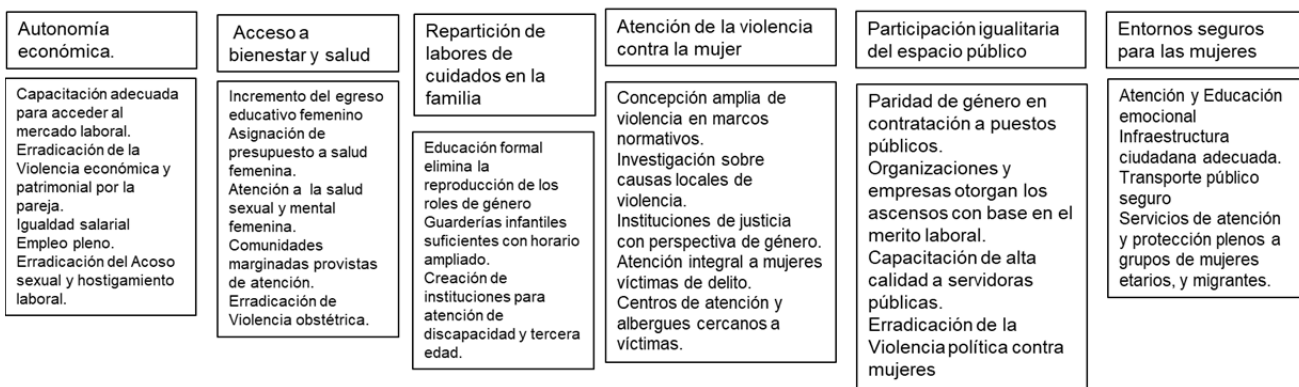 Autonomía
económica.
Capacitación adecuada
para acceder al
mercado laboral.
Erradicación de la
Violencia económica y
patrimonial por la
pareja.
Igualdad salarial
Empleo pleno.
Erradicación del Acoso
sexual y hostigamiento
laboral.
Acceso a
bienestar y salud
Incremento del egreso
educativo femenino
Asignación de
presupuesto a salud
femenina.
Atención a la salud
sexual y mental
femenina.
Comunidades
marginadas provistas
de atención.
Erradicación de
Violencia obstétrica.
Repartición de
labores de
cuidados en la
familia
Educación formal
elimina la
reproducción de los
roles de género
Guarderías infantiles
suficientes con horario
ampliado.
Creación de
instituciones para
atención de
discapacidad y tercera
edad.
Atención de la violencia
contra la mujer
Concepción amplia de
violencia en marcos
normativos.
Investigación sobre
causas locales de
violencia.
Instituciones de justicia
con perspectiva de género.
Atención integral a mujeres
víctimas de delito.
Centros de atención y
albergues cercanos a
víctimas.
Participación igualitaria
del espacio público
Paridad de género en
contratación a puestos
públicos.
Organizaciones y
empresas otorgan los
ascensos con base en el
merito laboral.
Capacitación de alta
calidad a servidoras
públicas.
Erradicación de la
Violencia política contra
mujeres
Entornos seguros
para las mujeres
Atención y Educación
emocional
Infraestructura
ciudadana adecuada.
Transporte público
seguro
Servicios de atención
y protección plenos a
grupos de mujeres
etarios, y migrantes.